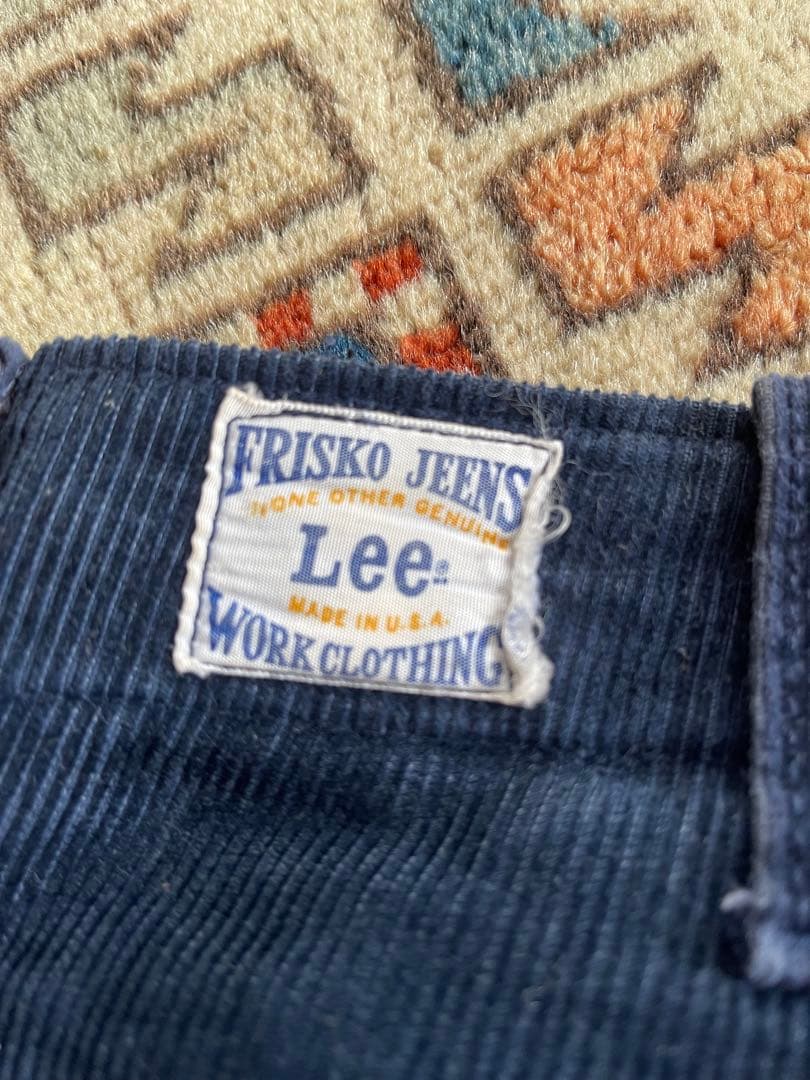 FRISKO JEENS
NONE OTHER GENUINE
Lee®
MADE IN U.S.A.
WORK CLOTHING